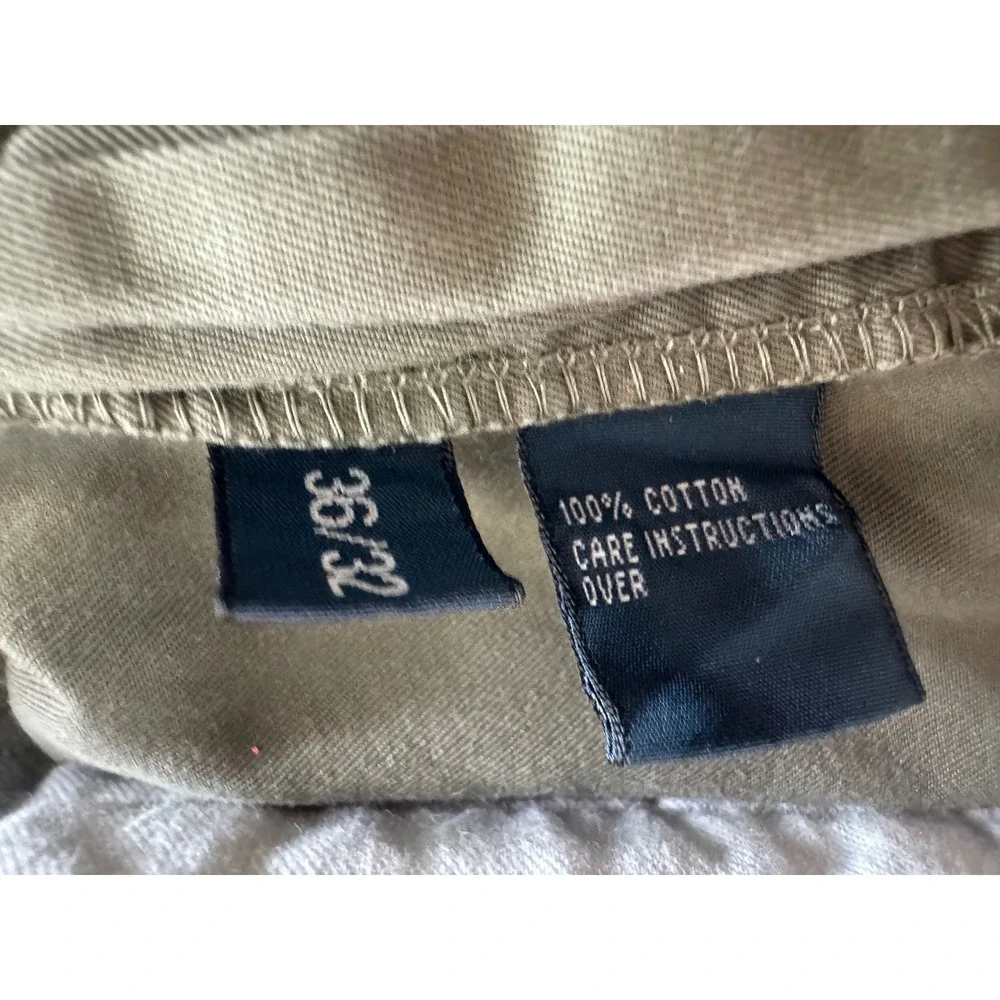 36/32
100% COTTON
CARE INSTRUCTIONS
OVER